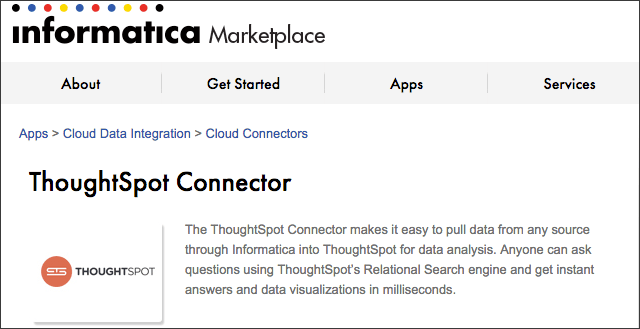 informatica Marketplace
About Get Started Apps Services
Apps > Cloud Data Integration > Cloud Connectors
ThoughtSpot Connector
The ThoughtSpot Connector makes it easy to pull data from any source
through Informatica into ThoughtSpot for data analysis. Anyone can ask
questions using ThoughtSpot's Relational Search engine and get instant
answers and data visualizations in milliseconds.
THOUGHTSPOT